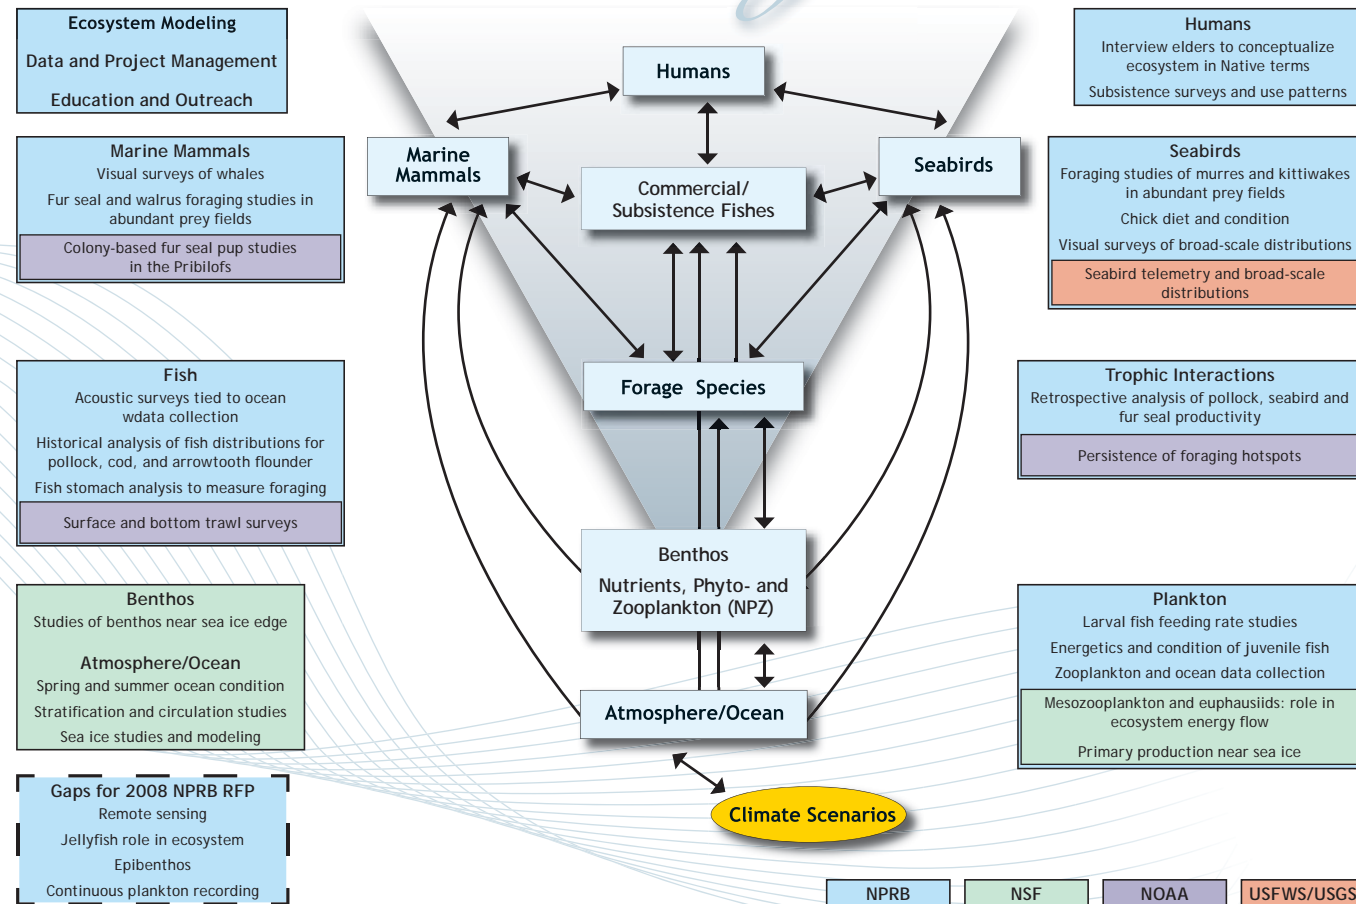 Ecosystem Modeling
Data and Project Management
Education and Outreach
Marine Mammals
Visual surveys of whales
Fur seal and walrus foraging studies in
abundant prey fields
Colony-based fur seal pup studies
in the Pribilofs
Fish
Acoustic surveys tied to ocean
wdata collection
Historical analysis of fish distributions for
pollock, cod, and arrowtooth flounder
Fish stomach analysis to measure foraging
Surface and bottom trawl surveys
Benthos
Studies of benthos near sea ice edge
Atmosphere/Ocean
Spring and summer ocean condition
Stratification and circulation studies
Sea ice studies and modeling
Gaps for 2008 NPRB RFP
Remote sensing
Jellyfish role in ecosystem
Epibenthos
Continuous plankton recording
Humans
Marine
Mammals
Commercial/
Subsistence Fishes
Seabirds
Forage Species
Benthos
Nutrients, Phyto- and
Zooplankton (NPZ)
Atmosphere/Ocean
Climate Scenarios
Humans
Interview elders to conceptualize
ecosystem in Native terms
Subsistence surveys and use patterns
Seabirds
Foraging studies of murres and kittiwakes
in abundant prey fields
Chick diet and condition
Visual surveys of broad-scale distributions
Seabird telemetry and broad-scale
distributions
Trophic Interactions
Retrospective analysis of pollock, seabird and
fur seal productivity
Persistence of foraging hotspots
Plankton
Larval fish feeding rate studies
Energetics and condition of juvenile fish
Zooplankton and ocean data collection
Mesozooplankton and euphausiids: role in
ecosystem energy flow
Primary production near sea ice
NPRB
NSF
NOAA
USFWS/USGS